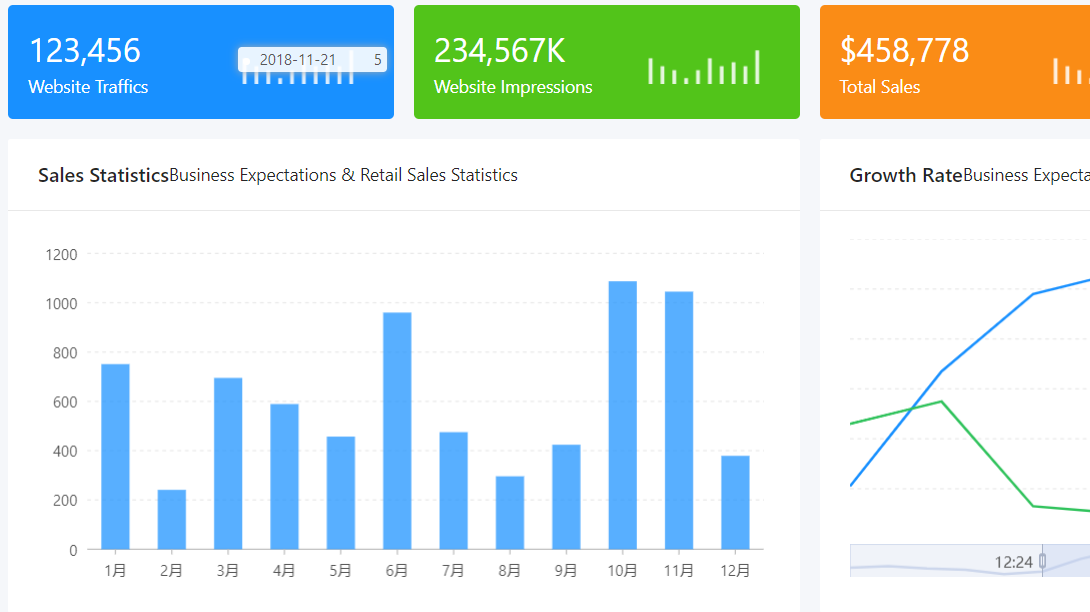 123,456
Website Traffics
2018-11-21 5
234,567K
Website Impressions
$458,778
Total Sales
Sales Statistics Business Expectations & Retail Sales Statistics
1200
1000
800
600
400
200
0
1月 2月 3月 4月 5月 6月 7月 8月 9月 10月 11月 12月
Growth Rate Business Expecta
12:24